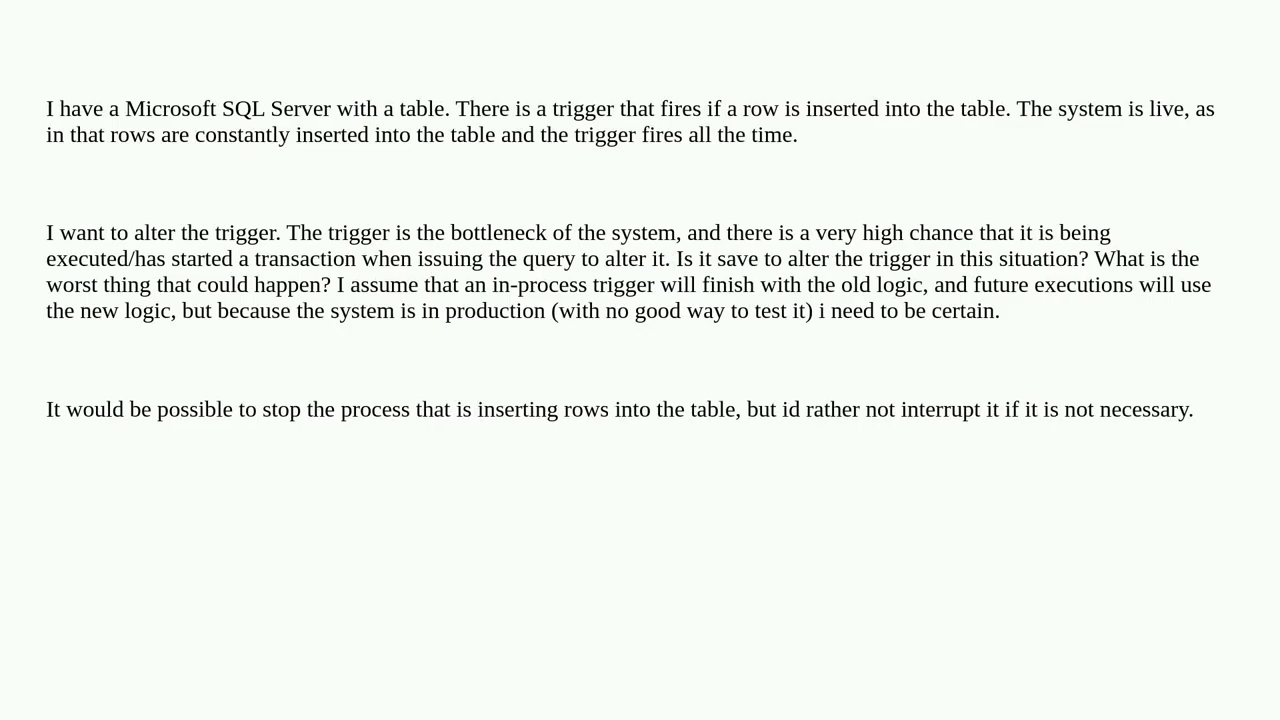 I have a Microsoft SQL Server with a table. There is a trigger that fires if a row is inserted into the table. The system is live, as
in that rows are constantly inserted into the table and the trigger fires all the time.
I want to alter the trigger. The trigger is the bottleneck of the system, and there is a very high chance that it is being
executed/has started a transaction when issuing the query to alter it. Is it save to alter the trigger in this situation? What is the
worst thing that could happen? I assume that an in-process trigger will finish with the old logic, and future executions will use
the new logic, but because the system is in production (with no good way to test it) i need to be certain.
It would be possible to stop the process that is inserting rows into the table, but id rather not interrupt it if it is not necessary.